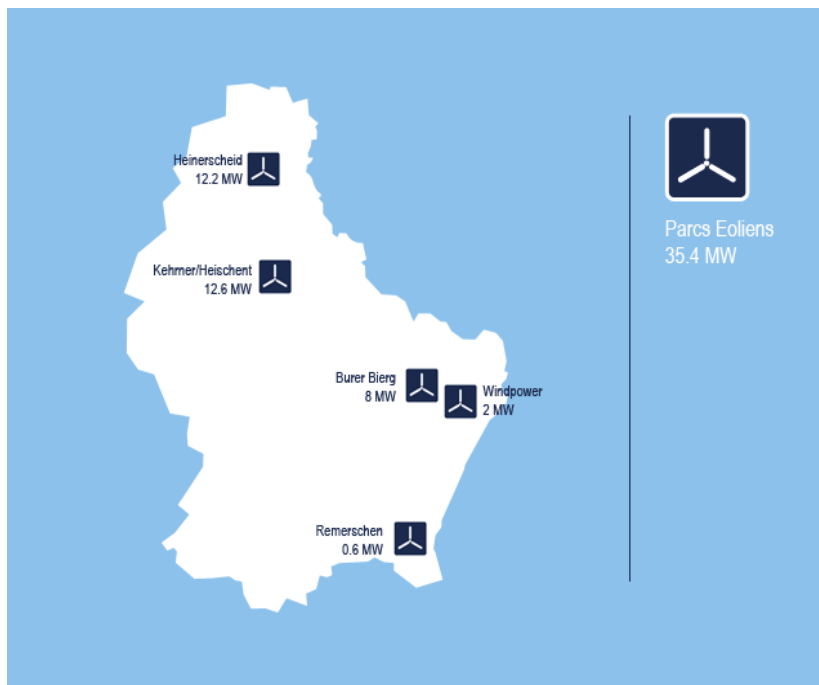 Heinerscheid
12.2 MW
Kehmer/Heischent
12.6 MW
Burer Bierg
8 MW
Windpower
2 MW
Remerschen
0.6 MW
Parcs Eoliens
35.4 MW